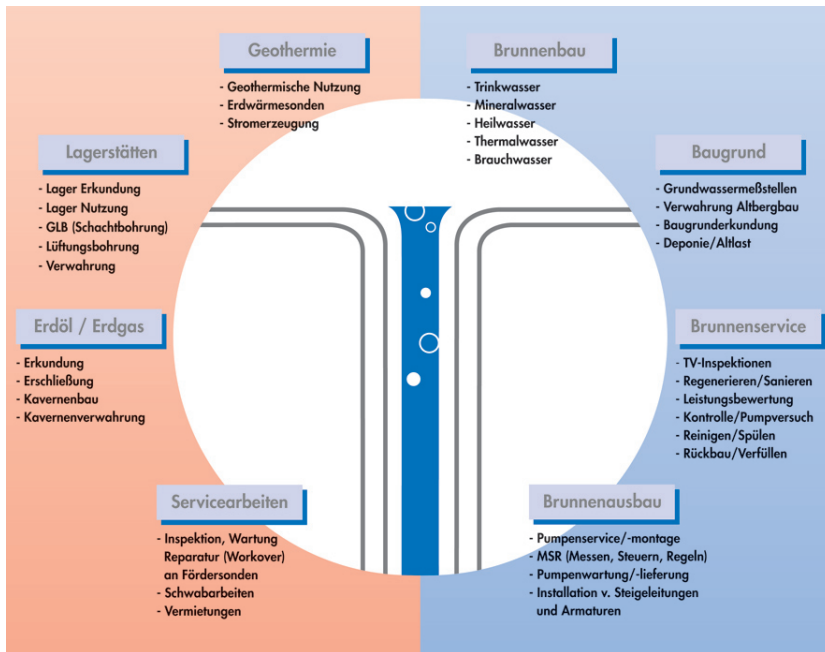 Geothermie
- Geothermische Nutzung
- Erdwärmesonden
- Stromerzeugung
Brunnenbau
- Trinkwasser
- Mineralwasser
- Heilwasser
- Thermalwasser
- Brauchwasser
Lagerstätten
- Lager Erkundung
- Lager Nutzung
- GLB (Schachtbohrung)
- Lüftungsbohrung
- Verwahrung
Baugrund
- Grundwassermeßstellen
- Verwahrung Altbergbau
- Baugrunderkundung
- Deponie/Altlast
Erdöl / Erdgas
- Erkundung
- Erschließung
- Kavernenbau
- Kavernenverwahrung
Brunnenservice
- TV-Inspektionen
- Regenerieren/Sanieren
- Leistungsbewertung
- Kontrolle/Pumpversuch
- Reinigen/Spülen
- Rückbau/Verfüllen
Servicearbeiten
- Inspektion, Wartung
Reparatur (Workover)
an Fördersonden
- Schwabarbeiten
- Vermietungen
Brunnenausbau
- Pumpenservice/-montage
- MSR (Messen, Steuern, Regeln)
- Pumpenwartung/-lieferung
- Installation v. Steigeleitungen
und Armaturen